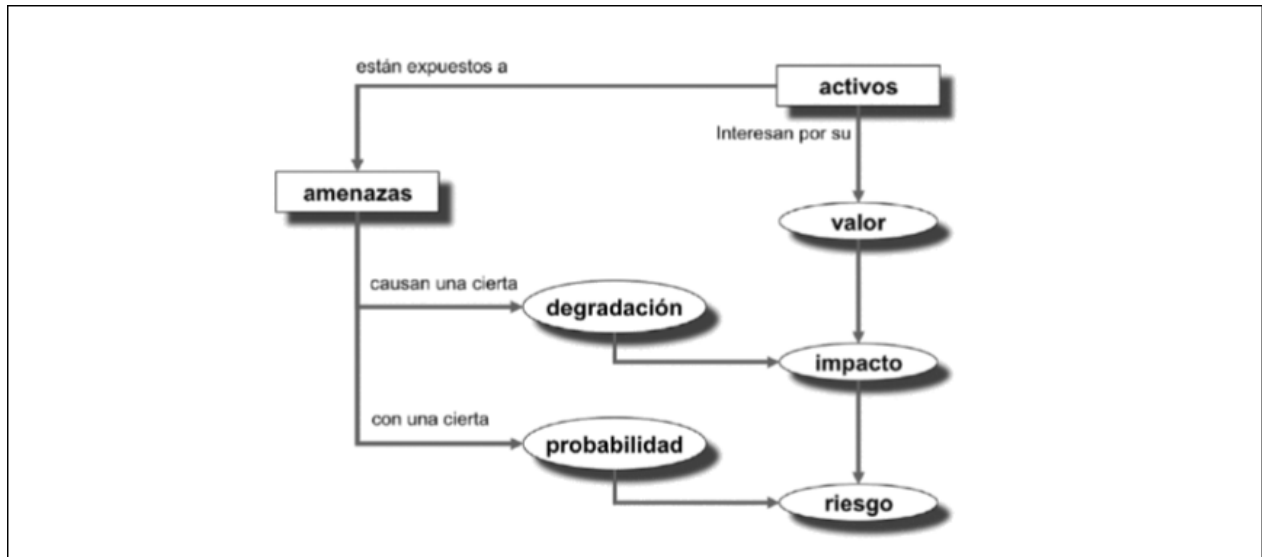 están expuestos a
activos
Interesan por su
amenazas
valor
causan una cierta
degradación
impacto
con una cierta
probabilidad
riesgo